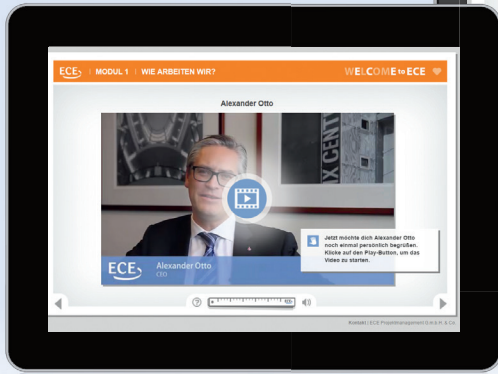 ECE | MODUL 1 | WIE ARBEITEN WIR?
WELCOME to ECE
Alexander Otto
IX CENT
Jetzt möchte dich Alexander Otto
noch einmal persönlich begrüßen.
Klicke auf den Play-Button, um das
Video zu starten.
ECE
Alexander Otto
CEO
?
Kontakt | ECE Projektmanagement G.m.b.H. & Co.